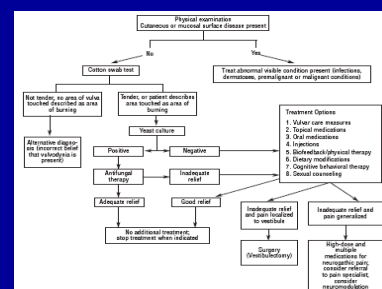 Physical examination
Cutaneous or mucosal surface disease present
No
Yes
Cotton swab test
Treat abnormal visible condition present (infections,
dermatoses, premalignant or malignant conditions)
Not tender, no area of vulva
touched described as area
of burning
Tender, or patient describes
area touched as area of
burning
Alternative diagno-
sis (incorrect belief
that vulvodynia is
present)
Yeast culture
Positive
Negative
Antifungal
therapy
Inadequate
relief
Adequate relief
Good relief
No additional treatment;
stop treatment when indicated
Treatment Options
1. Vulvar care measures
2. Topical medications
3. Oral medications
4. Injections
5. Biofeedback/physical therapy
6. Dietary modifications
7. Cognitive behavioral therapy
8. Sexual counseling
Inadequate relief
and pain localized
to vestibule
Inadequate relief
and pain generalized
Surgery
(Vestibulectomy)
High-dose and
multiple
medications for
neuropathic pain;
consider referral
to pain specialist;
consider
neuromodulation